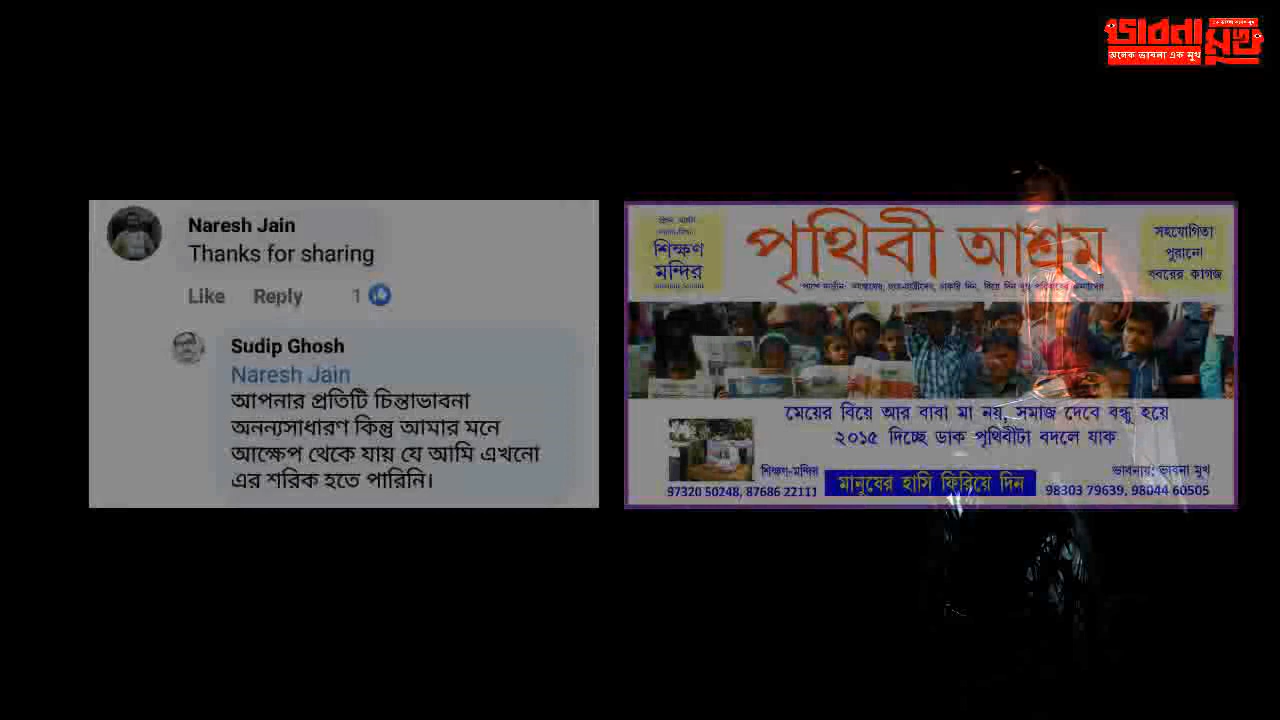 ভাবনা মুখ
অনেক ভাবনা এক মুখ
Naresh Jain
Thanks for sharing
Like Reply 1
Sudip Ghosh
Naresh Jain
আপনার প্রতিটি চিন্তাভাবনা
অনন্যসাধারণ কিন্তু আমার মনে
আক্ষেপ থেকে যায় যে আমি এখনো
এর শরিক হতে পারিনি।
শিক্ষণ
মন্দির
পৃথিবী আশ্রম
সহযোগিতা
পুরানো
খবরের কাগজ
মেয়ের বিয়ে আর বাবা মা নয়, সমাজ দেবে বন্ধু হয়ে
২০১৫ দিচ্ছে ডাক পৃথিবীটা বদলে যাক
শিক্ষণ-মন্দির
97320 50248, 87686 22111
মানুষের হাসি ফিরিয়ে দিন
ভাবনায়: ভাবনা মুখ
98303 79639, 98044 60505